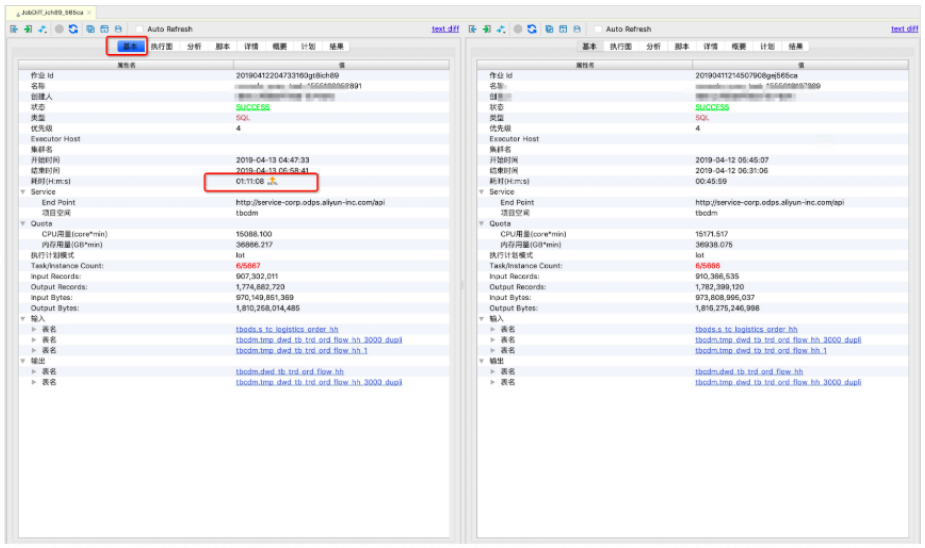 JobDiff_ich89_565ca ×
Auto Refresh text diff
基本 执行图 分析 脚本 详情 概要 计划 结果
属性名 值
作业 Id 20190412204733160gt8ich89
名称
创建人
状态 SUCCESS
类型 SQL
优先级 4
Executor Host
集群名
开始时间 2019-04-13 04:47:33
结束时间 2019-04-13 05:58:41
耗时(H:m:s) 01:11:08
Service
End Point http://service-corp.odps.aliyun-inc.com/api
项目空间 tbcdm
Quota
CPU用量(core*min) 15088.100
内存用量(GB*min) 36866.217
执行计划模式 lot
Task/Instance Count: 6/5667
Input Records: 907,302,011
Output Records: 1,774,882,720
Input Bytes: 970,149,851,369
Output Bytes: 1,810,258,014,485
输入
表名 tbods.s_tc_logistics_order_hh
表名 tbcdm.tmp_dwd_tb_trd_ord_flow_hh_3000_dupli
表名 tbcdm.tmp_dwd_tb_trd_ord_flow_hh_1
输出
表名 tbcdm.dwd_tb_trd_ord_flow_hh
表名 tbcdm.tmp_dwd_tb_trd_ord_flow_hh_3000_dupli
Auto Refresh text diff
基本 执行图 分析 脚本 详情 概要 计划 结果
属性名 值
作业 Id 20190411214507908gej565ca
名称
状态 SUCCESS
类型 SQL
优先级 4
Executor Host
集群名
开始时间 2019-04-12 05:45:07
结束时间 2019-04-12 06:31:06
耗时(H:m:s) 00:45:59
Service
End Point http://service-corp.odps.aliyun-inc.com/api
项目空间 tbcdm
Quota
CPU用量(core*min) 15171.517
内存用量(GB*min) 36938.075
执行计划模式 lot
Task/Instance Count: 6/5686
Input Records: 910,366,535
Output Records: 1,782,399,120
Input Bytes: 973,808,995,037
Output Bytes: 1,816,275,246,998
输入
表名 tbods.s_tc_logistics_order_hh
表名 tbcdm.tmp_dwd_tb_trd_ord_flow_hh_3000_dupli
表名 tbcdm.tmp_dwd_tb_trd_ord_flow_hh_1
输出
表名 tbcdm.dwd_tb_trd_ord_flow_hh
表名 tbcdm.tmp_dwd_tb_trd_ord_flow_hh_3000_dupli